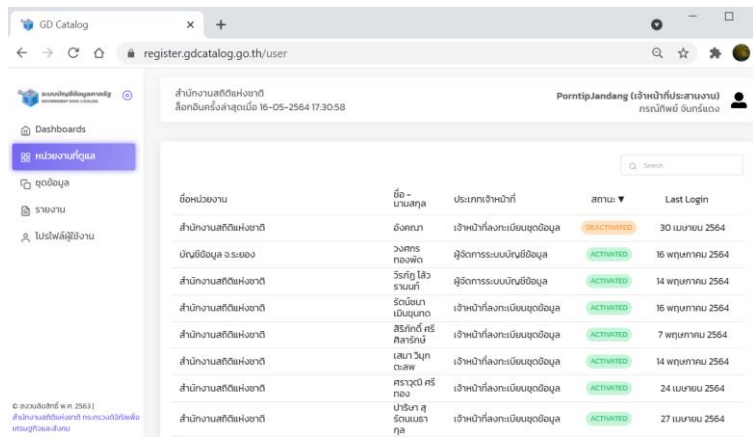 GD Catalog
register.gdcatalog.go.th/user
ระบบบัญชีข้อมูลภาครัฐ
GOVERNMENT DATA CATALOG
สำนักงานสถิติแห่งชาติ
ล็อกอินครั้งล่าสุดเมื่อ 16-05-2564 17:30:58
PorntipJandang (เจ้าหน้าที่ประสานงาน)
ภรณ์ทิพย์ จันทร์แดง
Dashboards
หน่วยงานที่ดูแล
ชุดข้อมูล
รายงาน
โปรไฟล์ผู้ใช้งาน
Search
ชื่อหน่วยงาน ชื่อ - นามสกุล ประเภทเจ้าหน้าที่ สถานะ▼ Last Login
สำนักงานสถิติแห่งชาติ อังคณา เจ้าหน้าที่ลงทะเบียนชุดข้อมูล DEACTIVATED 30 เมษายน 2564
บัญชีข้อมูล จ.ระยอง วงศกร ทองพัด ผู้จัดการระบบบัญชีข้อมูล ACTIVATED 16 พฤษภาคม 2564
สำนักงานสถิติแห่งชาติ ผู้จัดการระบบบัญชีข้อมูล ACTIVATED 14 พฤษภาคม 2564
สำนักงานสถิติแห่งชาติ เจ้าหน้าที่ลงทะเบียนชุดข้อมูล ACTIVATED 16 พฤษภาคม 2564
สำนักงานสถิติแห่งชาติ สิริภักดิ์ ศรีศิลารักษ์ เจ้าหน้าที่ลงทะเบียนชุดข้อมูล ACTIVATED 7 พฤษภาคม 2564
สำนักงานสถิติแห่งชาติ เสมา วิมุกตะลพ เจ้าหน้าที่ลงทะเบียนชุดข้อมูล ACTIVATED 14 พฤษภาคม 2564
สำนักงานสถิติแห่งชาติ ศราวุฒิ ศรีทอง เจ้าหน้าที่ลงทะเบียนชุดข้อมูล ACTIVATED 24 เมษายน 2564
สำนักงานสถิติแห่งชาติ ปาริษา สุรัตนเมธากุล เจ้าหน้าที่ลงทะเบียนชุดข้อมูล ACTIVATED 27 เมษายน 2564
© สงวนลิขสิทธิ์ พ.ศ. 2563 |
สำนักงานสถิติแห่งชาติ กระทรวงดิจิทัลเพื่อ
เศรษฐกิจและสังคม